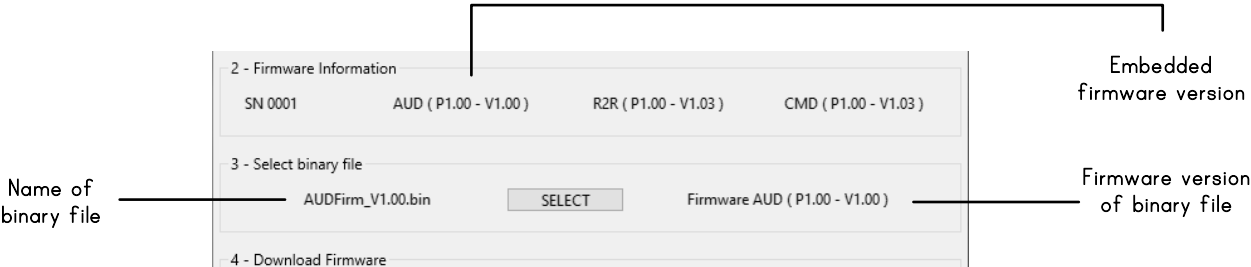 Embedded
firmware version
2 - Firmware Information
SN 0001 AUD ( P1.00 - V1.00 ) R2R ( P1.00 - V1.03 ) CMD ( P1.00 - V1.03 )
3 - Select binary file
Name of
binary file
AUDFirm_V1.00.bin SELECT Firmware AUD ( P1.00 - V1.00 )
Firmware version
of binary file
4 - Download Firmware